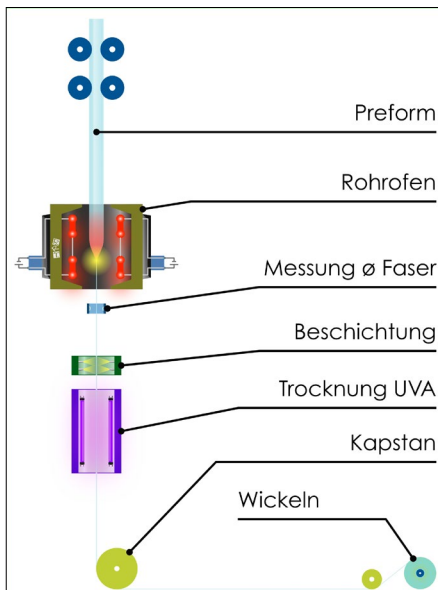 Preform
Rohrofen
Messung ø Faser
Beschichtung
Trocknung UVA
Kapstan
Wickeln